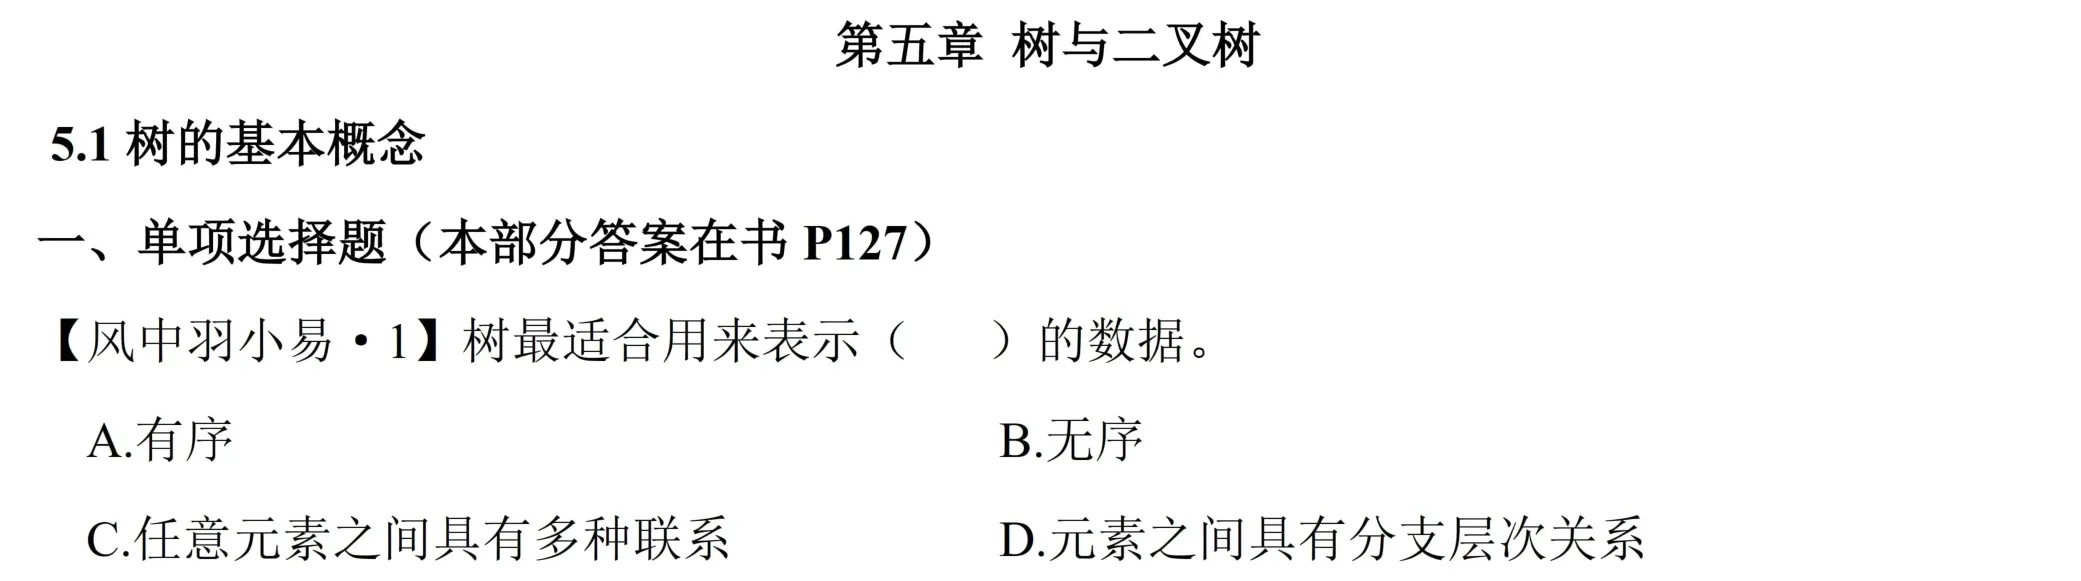 第五章 树与二叉树
5.1 树的基本概念
一、单项选择题（本部分答案在书 P127）
【风中羽小易·1】树最适合用来表示（  ）的数据。
A.有序 B.无序
C.任意元素之间具有多种联系 D.元素之间具有分支层次关系